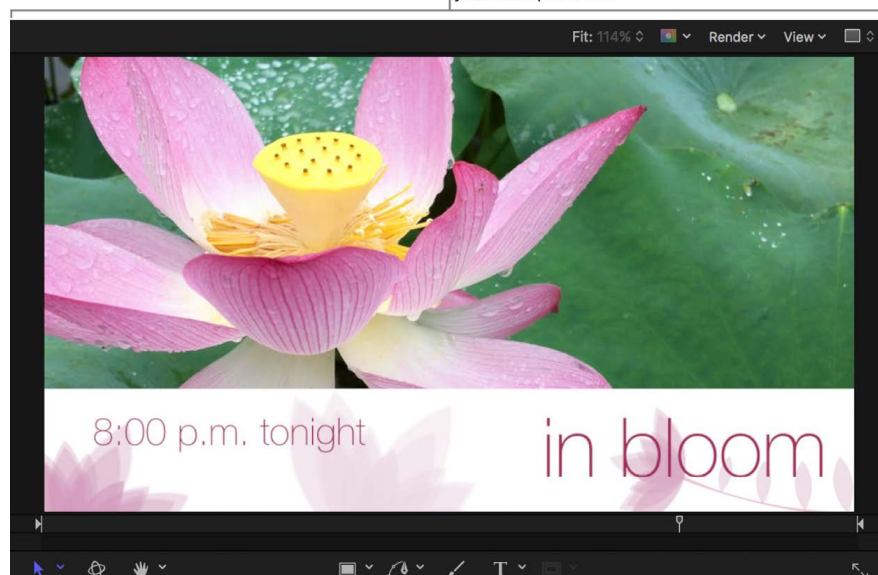 Fit: 114%
Render
View
8:00 p.m. tonight
in bloom
T